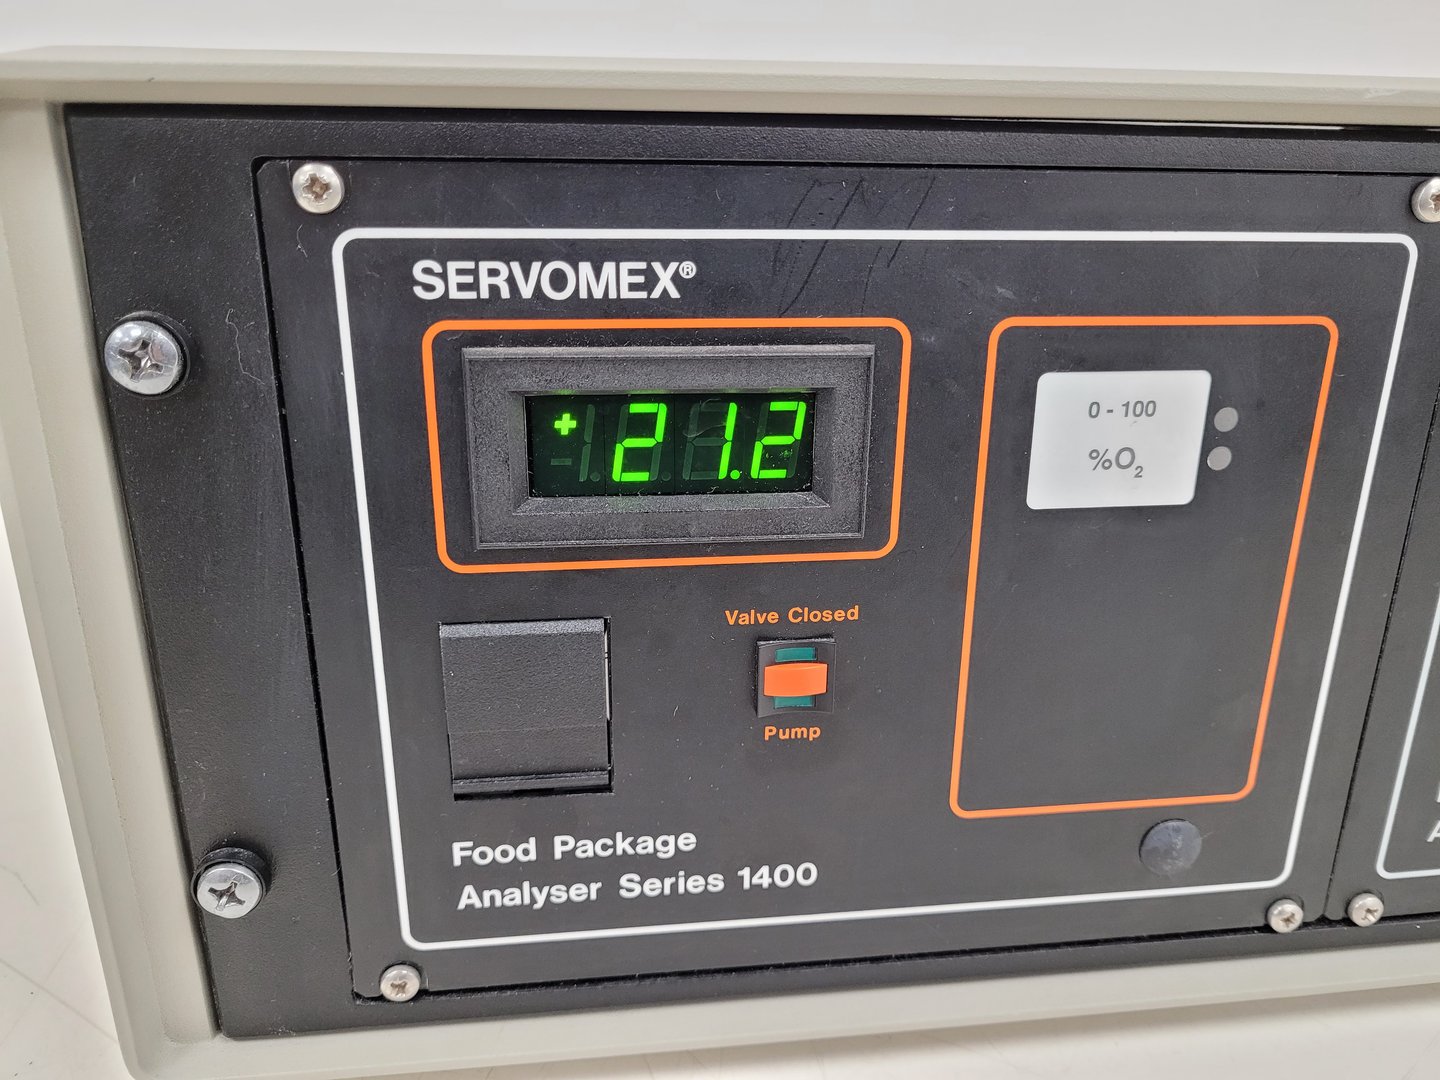 SERVOMEX®
+21.2
0 - 100
%O₂
Valve Closed
Pump
Food Package
Analyser Series 1400